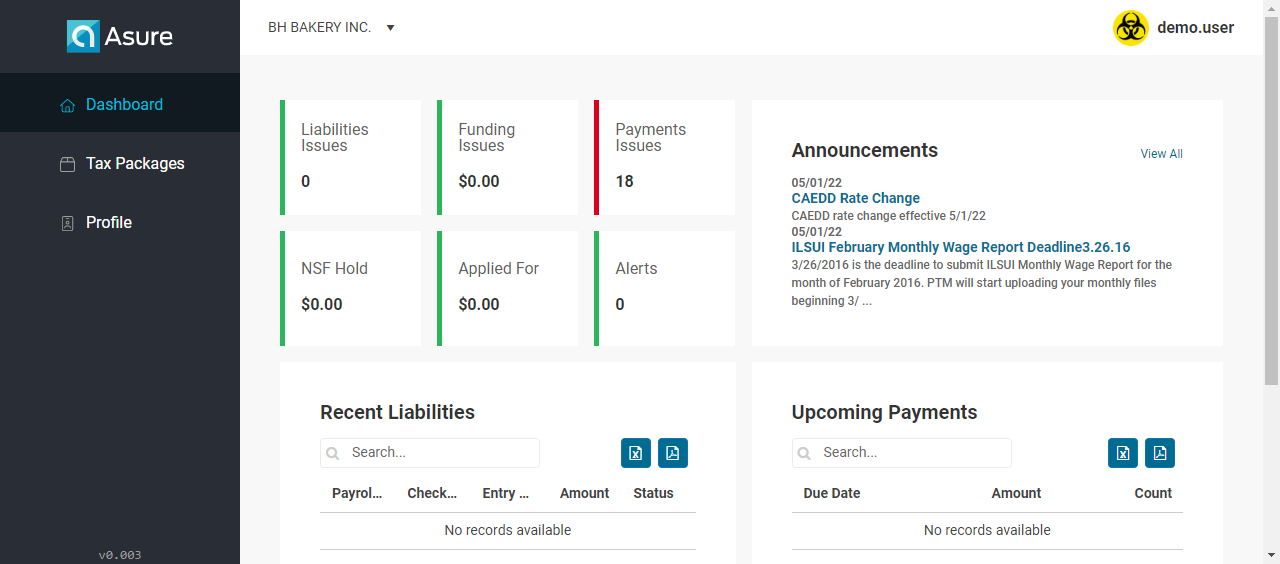 Asure
BH BAKERY INC.
demo.user
Dashboard
Tax Packages
Profile
v0.003
Liabilities
Issues
0
Funding
Issues
$0.00
Payments
Issues
18
NSF Hold
$0.00
Applied For
$0.00
Alerts
0
Announcements
View All
05/01/22
CAEDD Rate Change
CAEDD rate change effective 5/1/22
05/01/22
ILSUI February Monthly Wage Report Deadline3.26.16
3/26/2016 is the deadline to submit ILSUI Monthly Wage Report for the
month of February 2016. PTM will start uploading your monthly files
beginning 3/ ...
Recent Liabilities
Search...
Payrol... Check... Entry ... Amount Status
No records available
Upcoming Payments
Search...
Due Date Amount Count
No records available